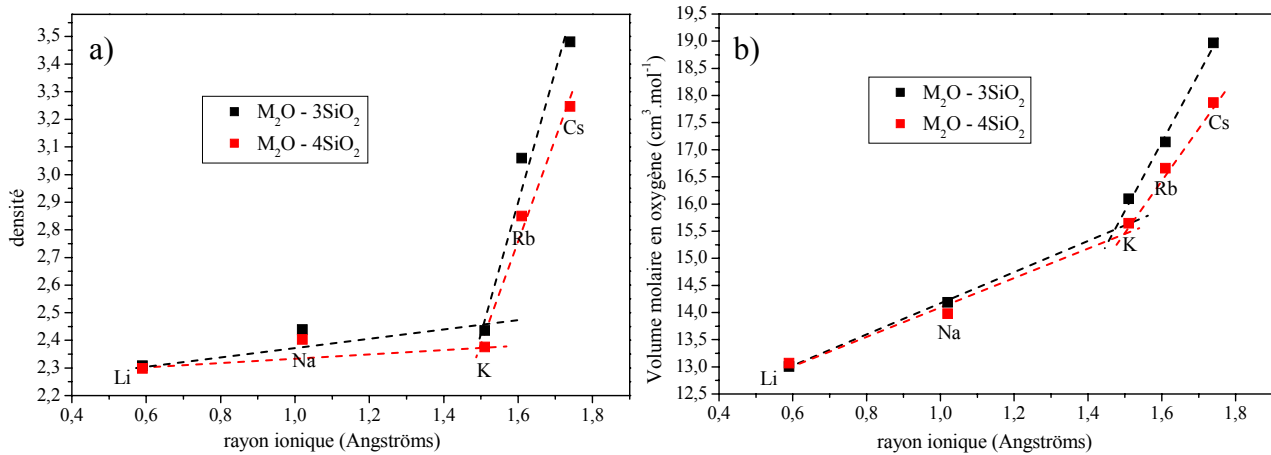 a)
densité
3,5
3,4
3,3
3,2
3,1
3,0
2,9
2,8
2,7
2,6
2,5
2,4
2,3
2,2
M₂O - 3SiO₂
M₂O - 4SiO₂
Cs
Rb
Li
Na
K
0,4 0,6 0,8 1,0 1,2 1,4 1,6 1,8
rayon ionique (Angströms)
b)
Volume molaire en oxygène (cm³.mol⁻¹)
19,5
19,0
18,5
18,0
17,5
17,0
16,5
16,0
15,5
15,0
14,5
14,0
13,5
13,0
12,5
M₂O - 3SiO₂
M₂O - 4SiO₂
Cs
Rb
K
Na
Li
0,4 0,6 0,8 1,0 1,2 1,4 1,6 1,8
rayon ionique (Angströms)